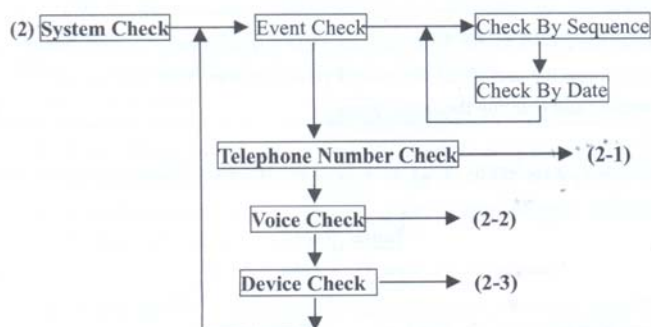 (2) System Check Event Check Check By Sequence
Check By Date
Telephone Number Check (2-1)
Voice Check (2-2)
Device Check (2-3)